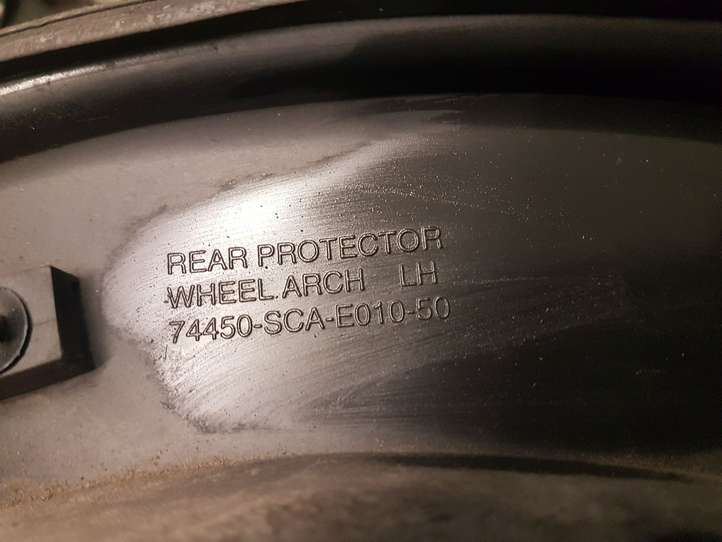 REAR PROTECTOR
WHEEL ARCH LH
74450-SCA-E010-50